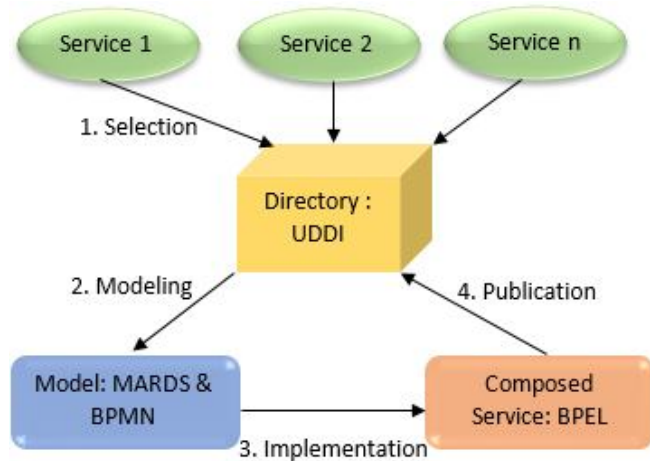 Service 1
Service 2
Service n
1. Selection
Directory :
UDDI
2. Modeling
4. Publication
Model: MARDS &
BPMN
Composed
Service: BPEL
3. Implementation